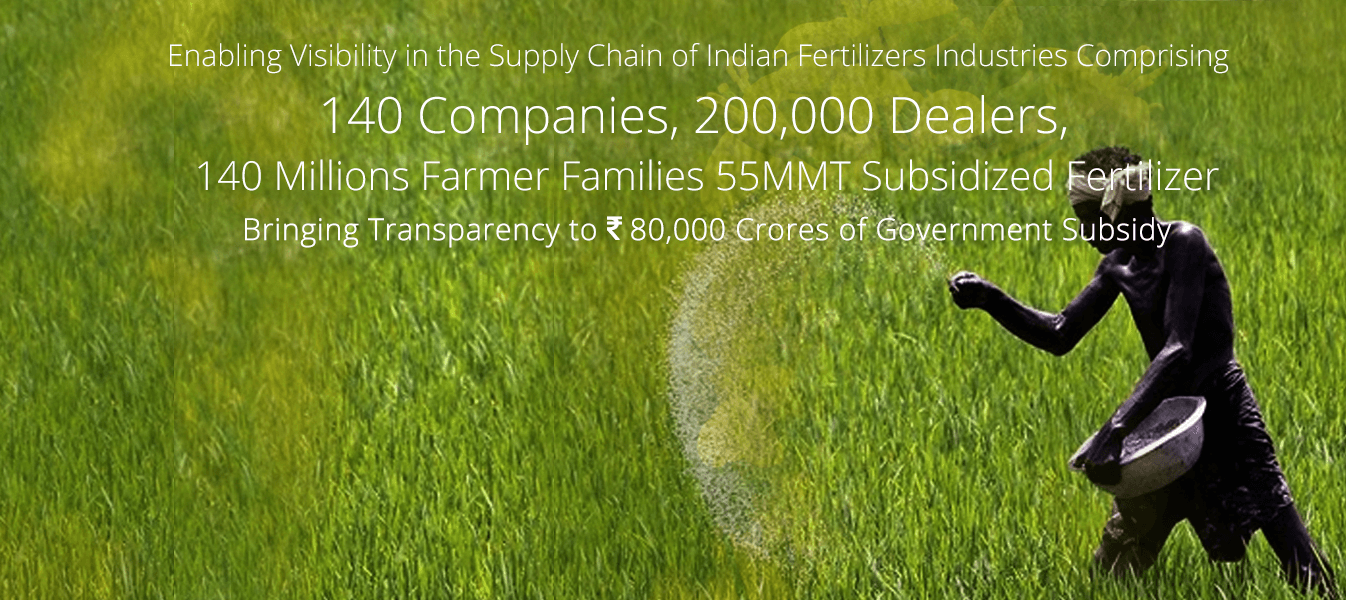 Enabling Visibility in the Supply Chain of Indian Fertilizers Industries Comprising
140 Companies, 200,000 Dealers,
140 Millions Farmer Families 55MMT Subsidized Fertilizer
Bringing Transparency to ₹ 80,000 Crores of Government Subsidy